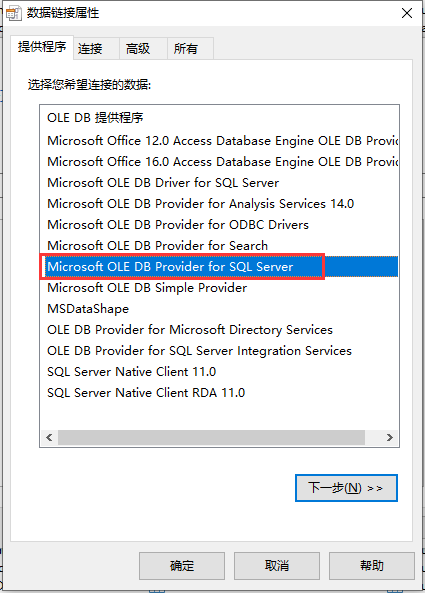 数据链接属性
提供程序 连接 高级 所有
选择您希望连接的数据:
OLE DB 提供程序
Microsoft Office 12.0 Access Database Engine OLE DB Provic
Microsoft Office 16.0 Access Database Engine OLE DB Provic
Microsoft OLE DB Driver for SQL Server
Microsoft OLE DB Provider for Analysis Services 14.0
Microsoft OLE DB Provider for ODBC Drivers
Microsoft OLE DB Provider for Search
Microsoft OLE DB Provider for SQL Server
Microsoft OLE DB Simple Provider
MSDataShape
OLE DB Provider for Microsoft Directory Services
OLE DB Provider for SQL Server Integration Services
SQL Server Native Client 11.0
SQL Server Native Client RDA 11.0
下一步(N) >>
确定 取消 帮助